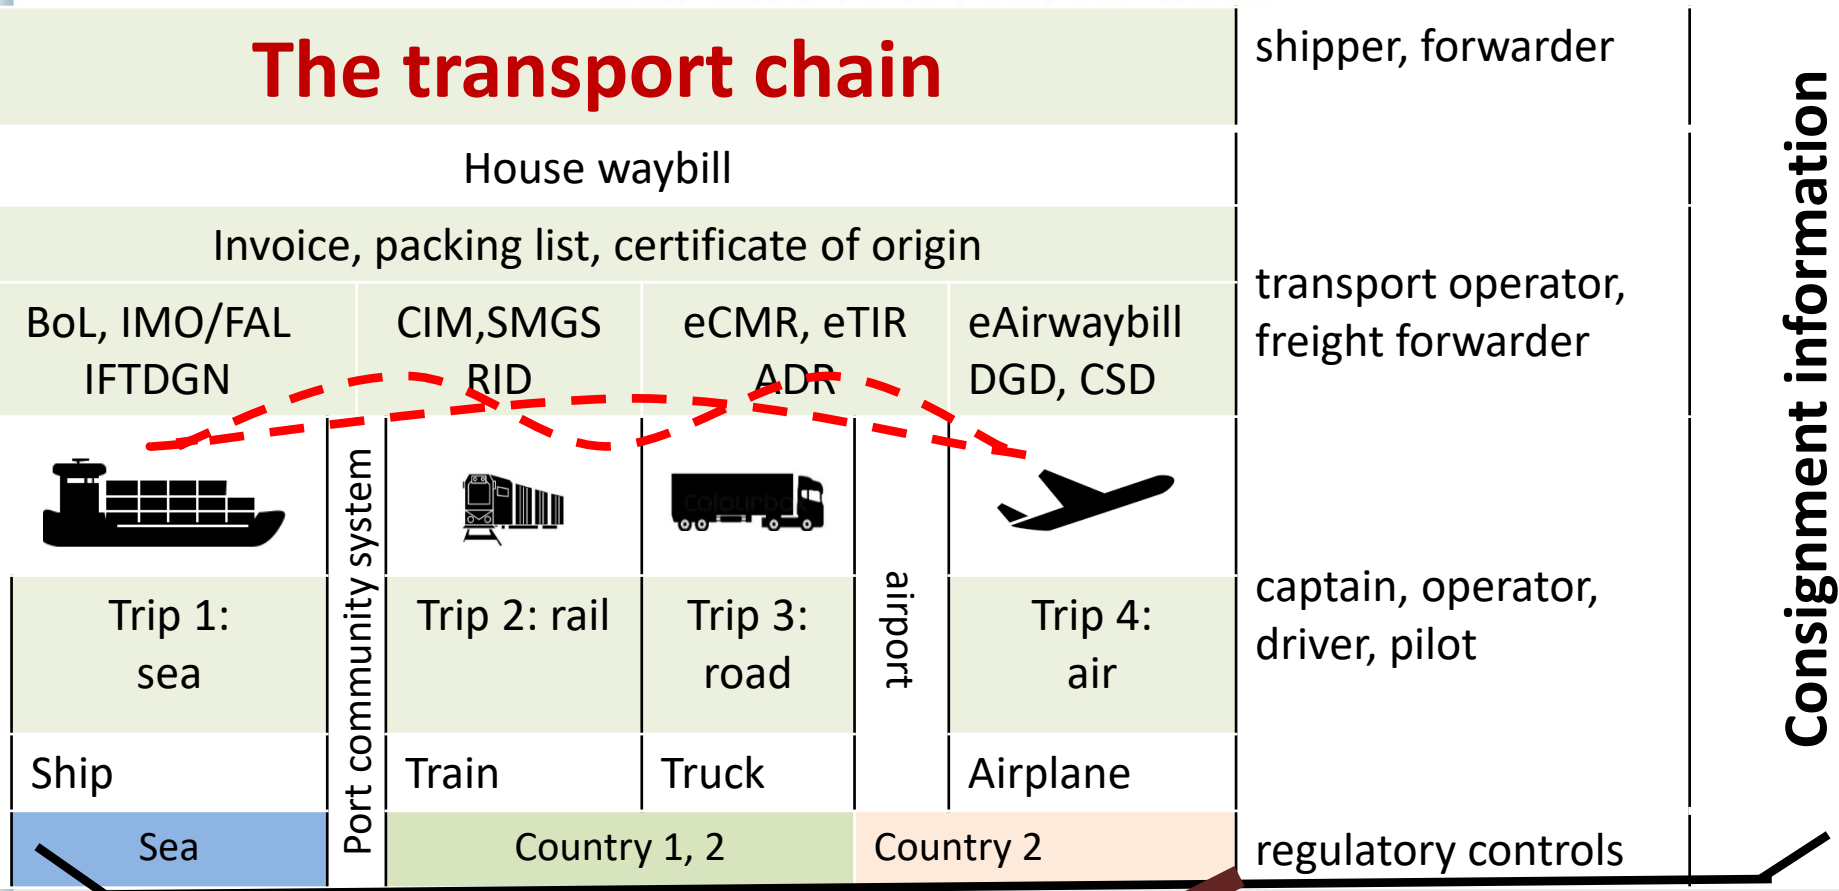 The transport chain
shipper, forwarder
House waybill
Invoice, packing list, certificate of origin
transport operator,
freight forwarder
BoL, IMO/FAL
IFTDGN
CIM,SMGS
RID
eCMR, eTIR
ADR
eAirwaybill
DGD, CSD
Port community system
airport
Colourbox
Trip 1:
sea
Trip 2: rail
Trip 3:
road
Trip 4:
air
captain, operator,
driver, pilot
Ship
Train
Truck
Airplane
Sea
Country 1, 2
Country 2
regulatory controls
Consignment information